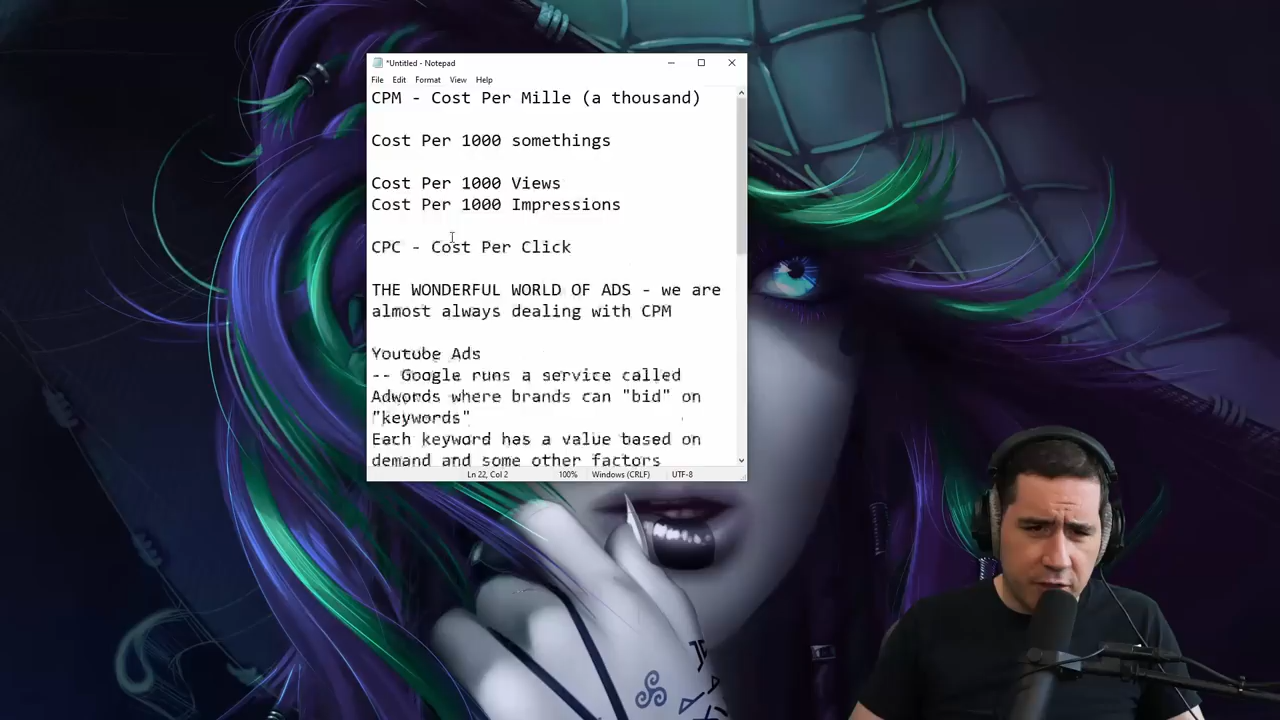 *Untitled - Notepad
File Edit Format View Help
CPM - Cost Per Mille (a thousand)
Cost Per 1000 somethings
Cost Per 1000 Views
Cost Per 1000 Impressions
CPC - Cost Per Click
THE WONDERFUL WORLD OF ADS - we are
almost always dealing with CPM
Youtube Ads
-- Google runs a service called
Adwords where brands can "bid" on
"keywords"
Each keyword has a value based on
demand and some other factors
Ln 22, Col 2 100% Windows (CRLF) UTF-8